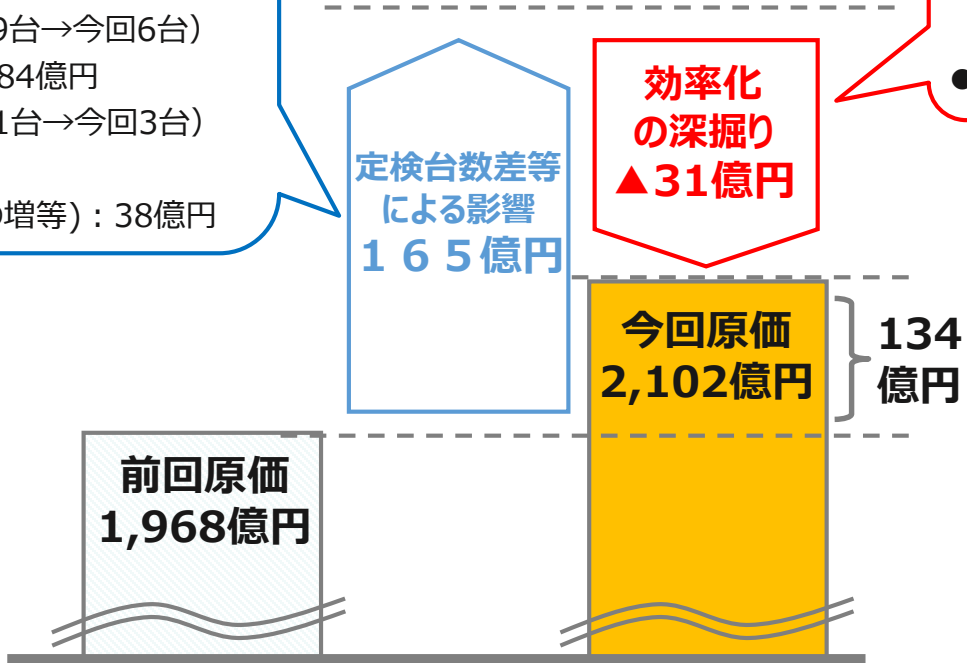 9台→今回6台）
84億円
1台→今回3台）
増等)：38億円
定検台数差等
による影響
１６５億円
効率化
の深掘り
▲31億円
●
今回原価
2,102億円
134
億円
前回原価
1,968億円